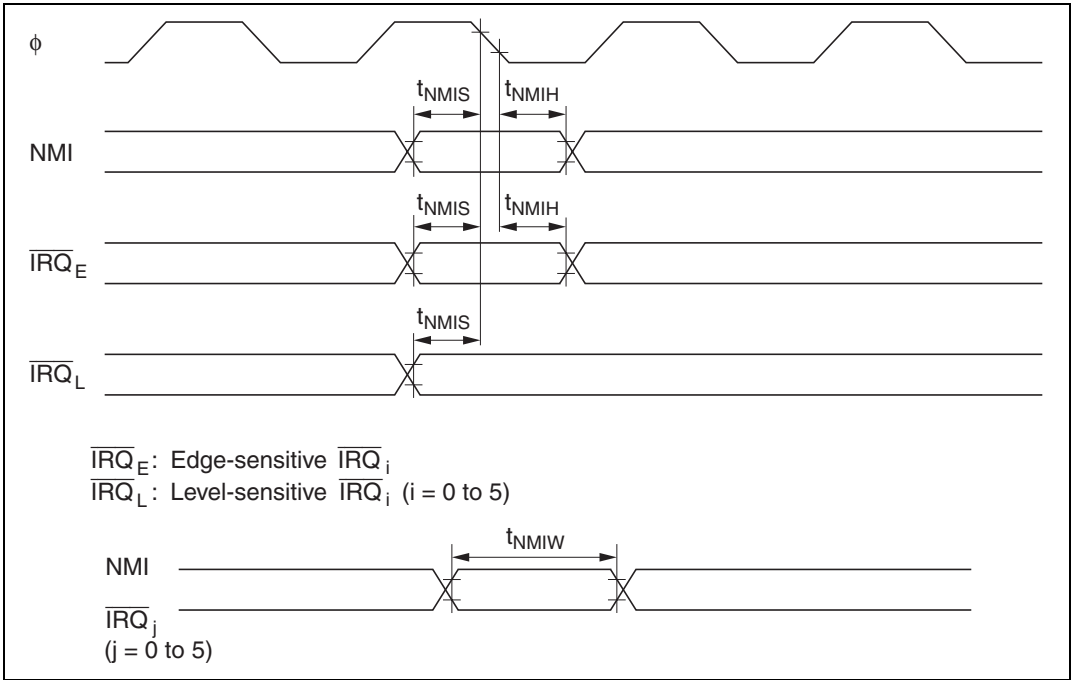 ϕ
tNMIS tNMIH
NMI
tNMIS tNMIH
IRQE
tNMIS
IRQL
IRQE: Edge-sensitive IRQi
IRQL: Level-sensitive IRQi (i = 0 to 5)
tNMIW
NMI
IRQj
(j = 0 to 5)